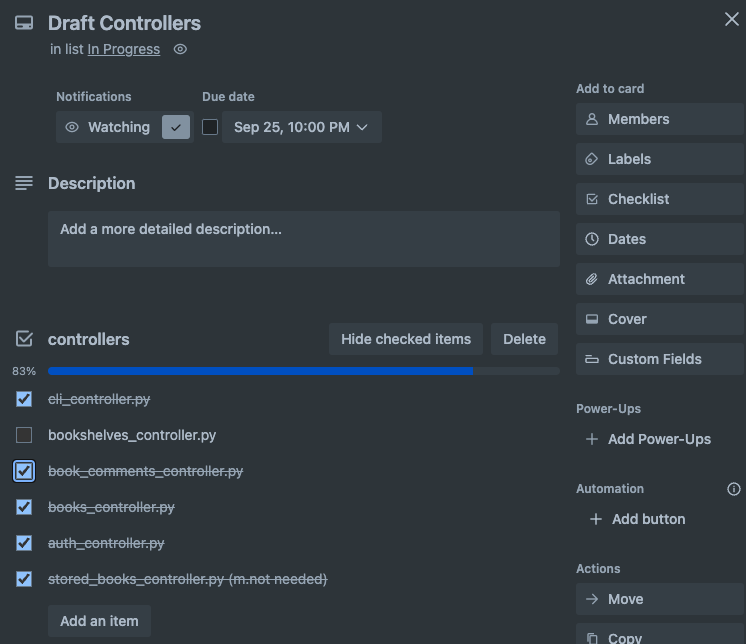 Draft Controllers
in list In Progress
Notifications
Due date
Watching
Sep 25, 10:00 PM
Description
Add a more detailed description...
controllers
Hide checked items
Delete
83%
cli_controller.py
bookshelves_controller.py
book_comments_controller.py
books_controller.py
auth_controller.py
stored_books_controller.py (m.not needed)
Add an item
Add to card
Members
Labels
Checklist
Dates
Attachment
Cover
Custom Fields
Power-Ups
Add Power-Ups
Automation
Add button
Actions
Move
Copy